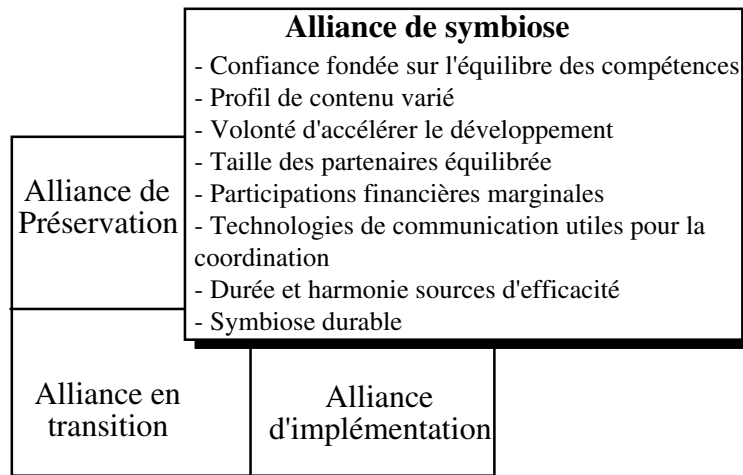 Alliance de symbiose
- Confiance fondée sur l'équilibre des compétences
- Profil de contenu varié
- Volonté d'accélérer le développement
- Taille des partenaires équilibrée
- Participations financières marginales
- Technologies de communication utiles pour la
coordination
- Durée et harmonie sources d'efficacité
- Symbiose durable
Alliance de
Préservation
Alliance en
transition
Alliance
d'implémentation